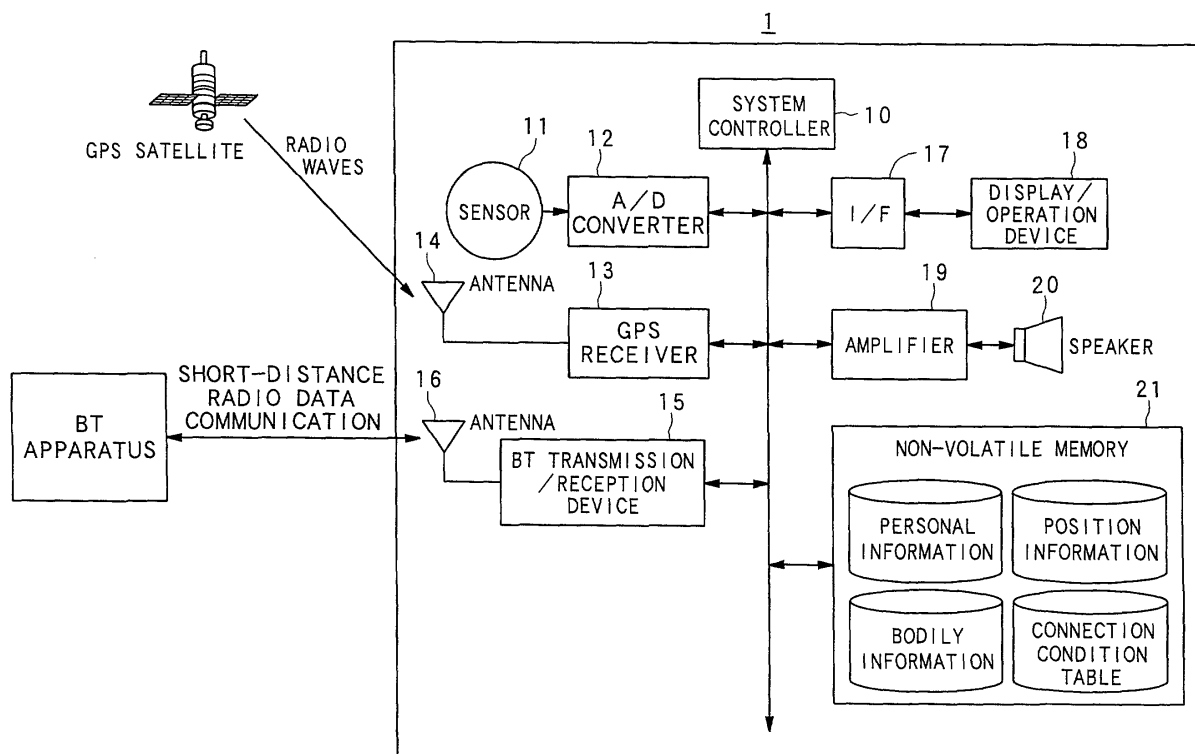 1
GPS SATELLITE
RADIO
WAVES
SYSTEM
CONTROLLER
10
11
SENSOR
12
A/D
CONVERTER
17
I/F
18
DISPLAY/
OPERATION
DEVICE
14
ANTENNA
13
GPS
RECEIVER
19
AMPLIFIER
20
SPEAKER
BT
APPARATUS
SHORT-DISTANCE
RADIO DATA
COMMUNICATION
16
ANTENNA
15
BT TRANSMISSION
/RECEPTION
DEVICE
21
NON-VOLATILE MEMORY
PERSONAL
INFORMATION
POSITION
INFORMATION
BODILY
INFORMATION
CONNECTION
CONDITION
TABLE